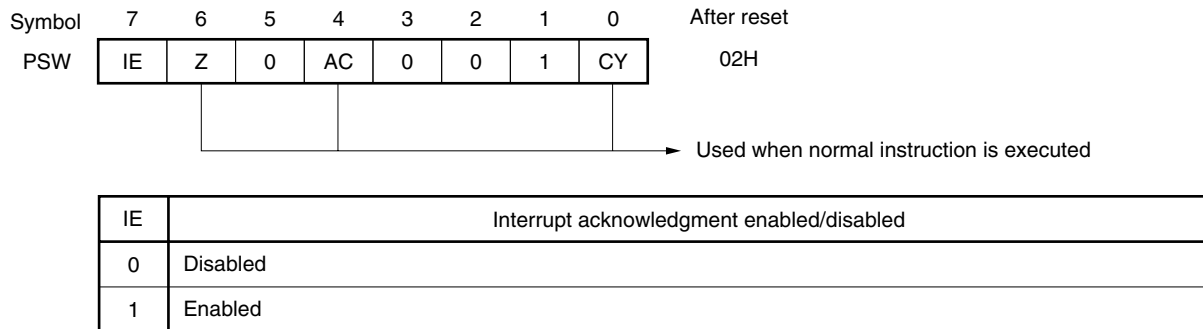 Symbol 7 6 5 4 3 2 1 0 After reset
PSW IE Z 0 AC 0 0 1 CY 02H
Used when normal instruction is executed
IE Interrupt acknowledgment enabled/disabled
0 Disabled
1 Enabled